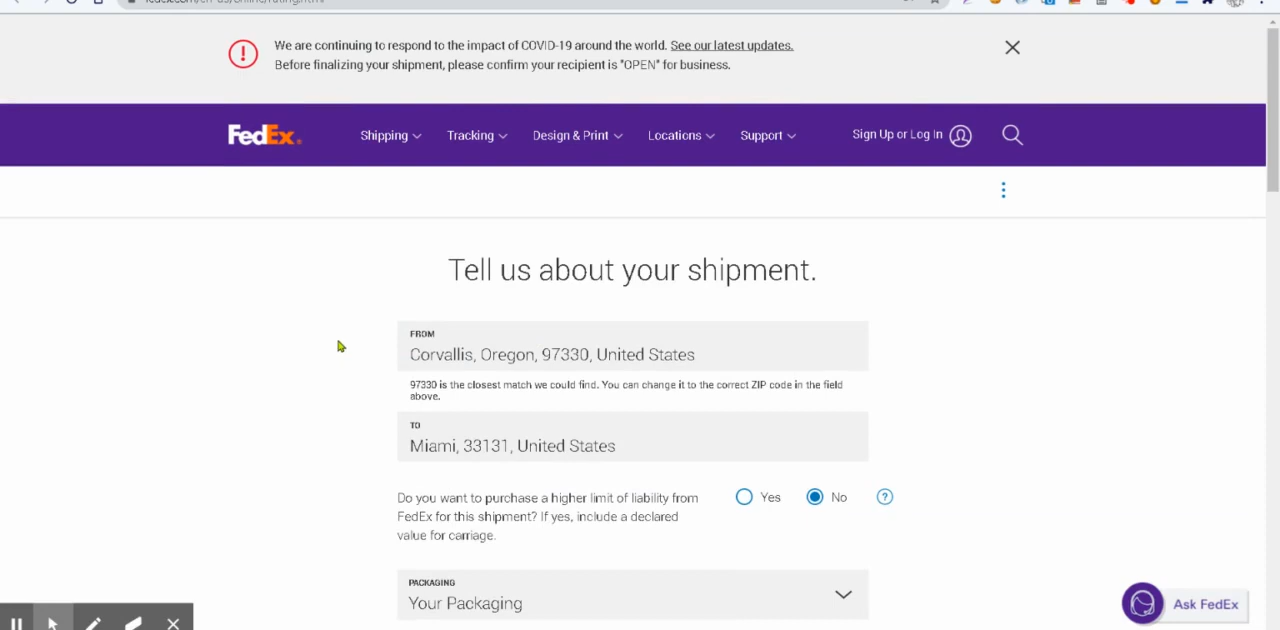 We are continuing to respond to the impact of COVID-19 around the world. See our latest updates.
Before finalizing your shipment, please confirm your recipient is "OPEN" for business.
FedEx. Shipping Tracking Design & Print Locations Support Sign Up or Log In
Tell us about your shipment.
FROM
Corvallis, Oregon, 97330, United States
97330 is the closest match we could find. You can change it to the correct ZIP code in the field
above.
TO
Miami, 33131, United States
Do you want to purchase a higher limit of liability from
FedEx for this shipment? If yes, include a declared
value for carriage.
Yes No ?
PACKAGING
Your Packaging
Ask FedEx